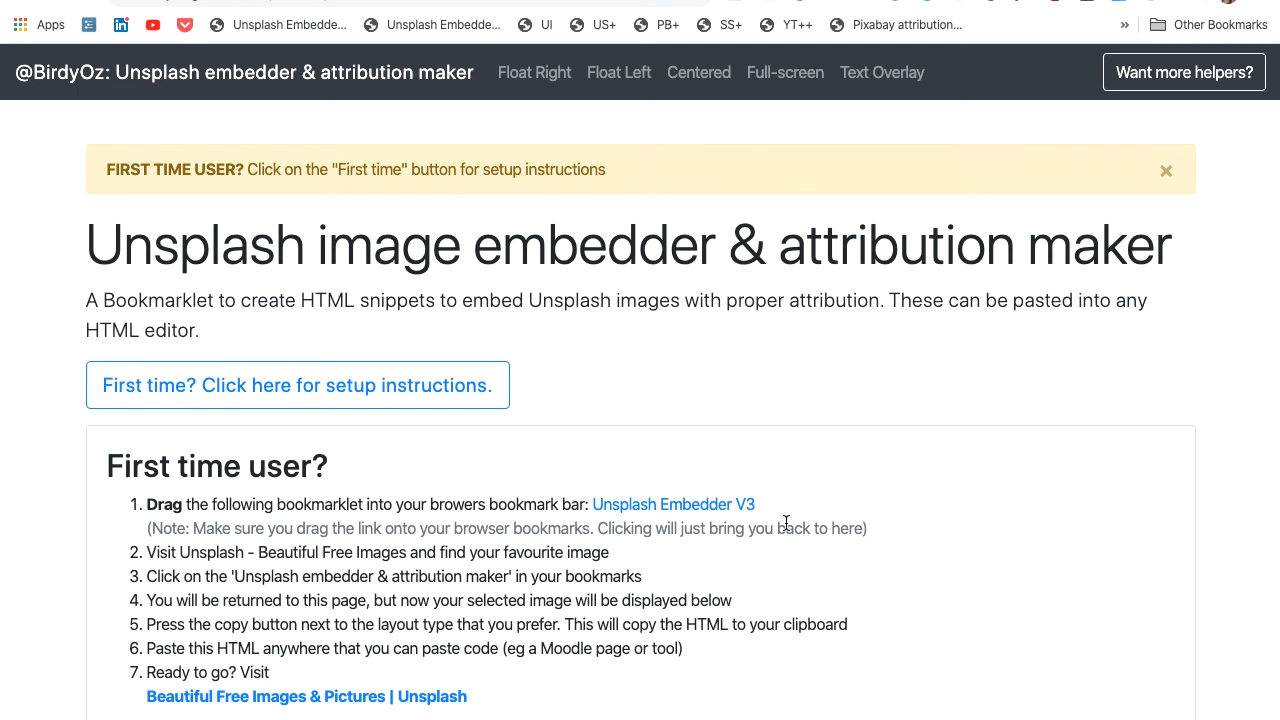 Apps Unsplash Embedde... Unsplash Embedde... UI US+ PB+ SS+ YT++ Pixabay attribution... » Other Bookmarks
@BirdyOz: Unsplash embedder & attribution maker Float Right Float Left Centered Full-screen Text Overlay Want more helpers?
FIRST TIME USER? Click on the "First time" button for setup instructions ×
Unsplash image embedder & attribution maker
A Bookmarklet to create HTML snippets to embed Unsplash images with proper attribution. These can be pasted into any
HTML editor.
First time? Click here for setup instructions.
First time user?
1. Drag the following bookmarklet into your browers bookmark bar: Unsplash Embedder V3
(Note: Make sure you drag the link onto your browser bookmarks. Clicking will just bring you back to here)
2. Visit Unsplash - Beautiful Free Images and find your favourite image
3. Click on the 'Unsplash embedder & attribution maker' in your bookmarks
4. You will be returned to this page, but now your selected image will be displayed below
5. Press the copy button next to the layout type that you prefer. This will copy the HTML to your clipboard
6. Paste this HTML anywhere that you can paste code (eg a Moodle page or tool)
7. Ready to go? Visit
Beautiful Free Images & Pictures | Unsplash